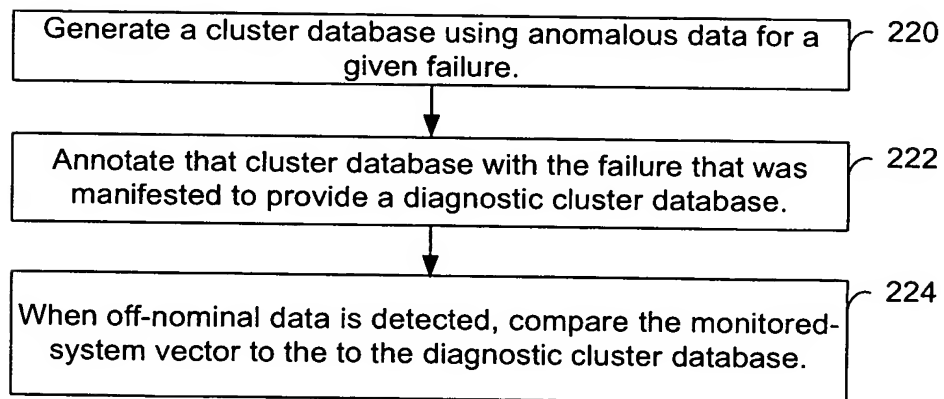 Generate a cluster database using anomalous data for a
given failure.
220
Annotate that cluster database with the failure that was
manifested to provide a diagnostic cluster database.
222
When off-nominal data is detected, compare the monitored-
system vector to the to the diagnostic cluster database.
224